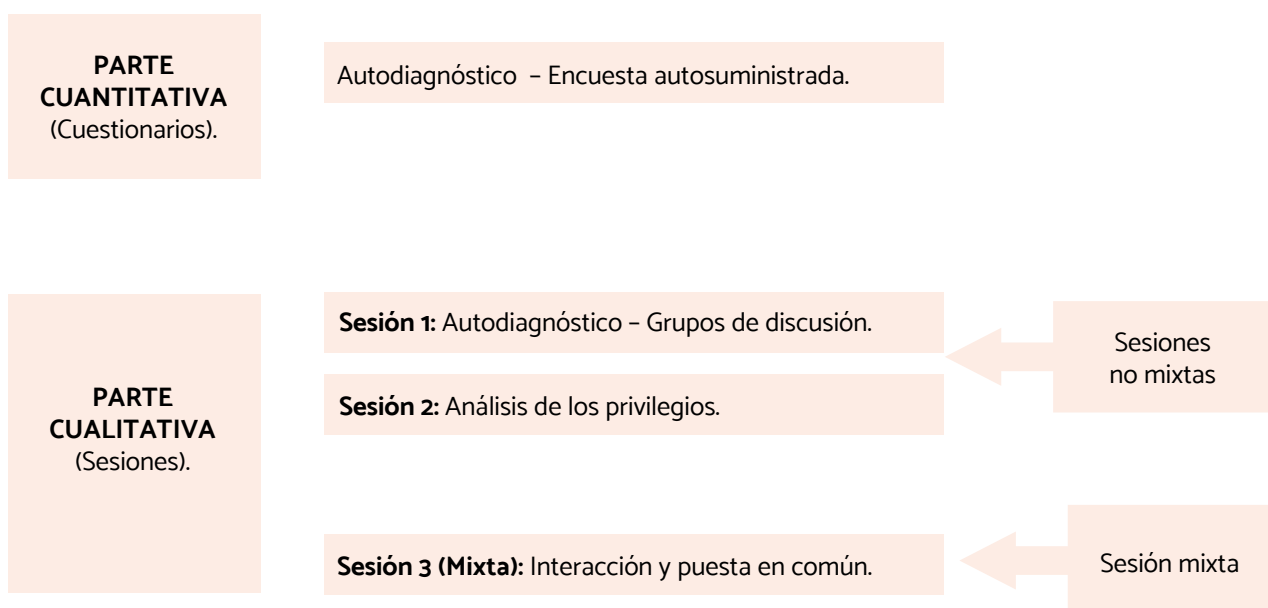 PARTE
CUANTITATIVA
(Cuestionarios).
Autodiagnóstico – Encuesta autosuministrada.
PARTE
CUALITATIVA
(Sesiones).
Sesión 1: Autodiagnóstico – Grupos de discusión.
Sesión 2: Análisis de los privilegios.
Sesiones
no mixtas
Sesión 3 (Mixta): Interacción y puesta en común.
Sesión mixta